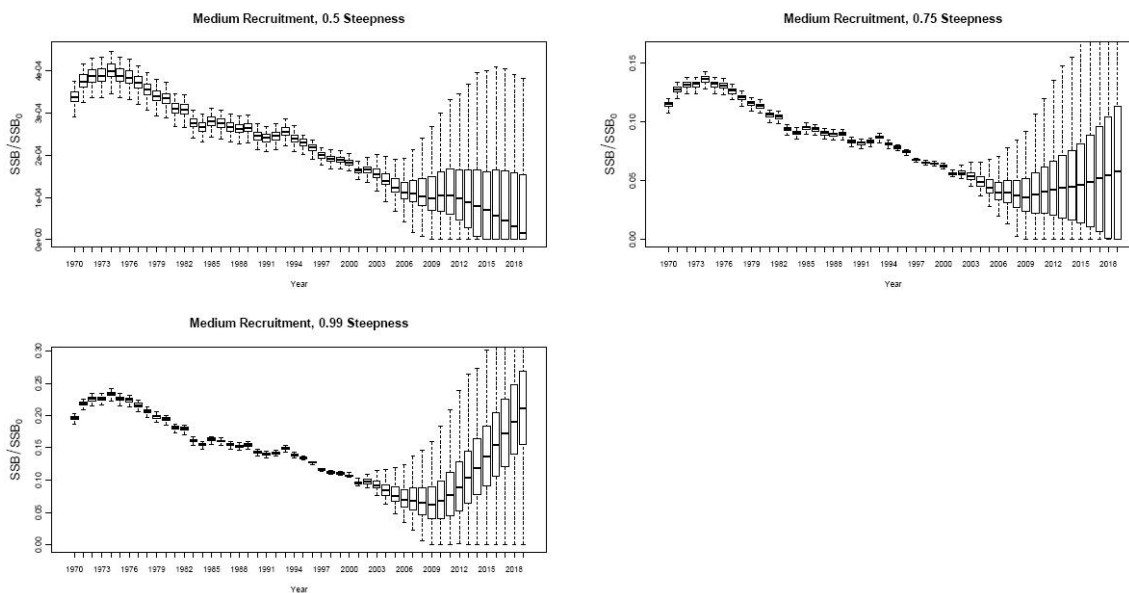 Medium Recruitment, 0.5 Steepness
SSB/SSB0
0e+00 1e-04 2e-04 3e-04 4e-04
1970 1973 1976 1979 1982 1985 1988 1991 1994 1997 2000 2003 2006 2009 2012 2015 2018
Year
Medium Recruitment, 0.75 Steepness
SSB/SSB0
0.00 0.05 0.10 0.15
1970 1973 1976 1979 1982 1985 1988 1991 1994 1997 2000 2003 2006 2009 2012 2015 2018
Year
Medium Recruitment, 0.99 Steepness
SSB/SSB0
0.00 0.05 0.10 0.15 0.20 0.25 0.30
1970 1973 1976 1979 1982 1985 1988 1991 1994 1997 2000 2003 2006 2009 2012 2015 2018
Year